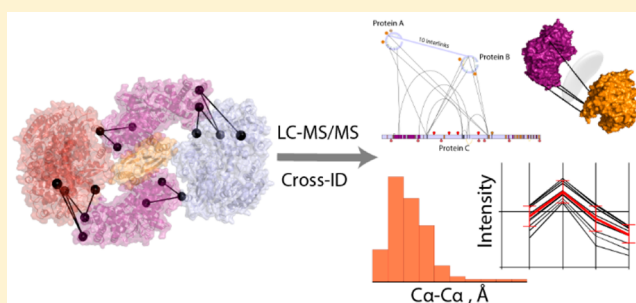 Protein A
10 interlinks
Protein B
Protein C
LC-MS/MS
Cross-ID
Intensity
Cα-Cα , Å